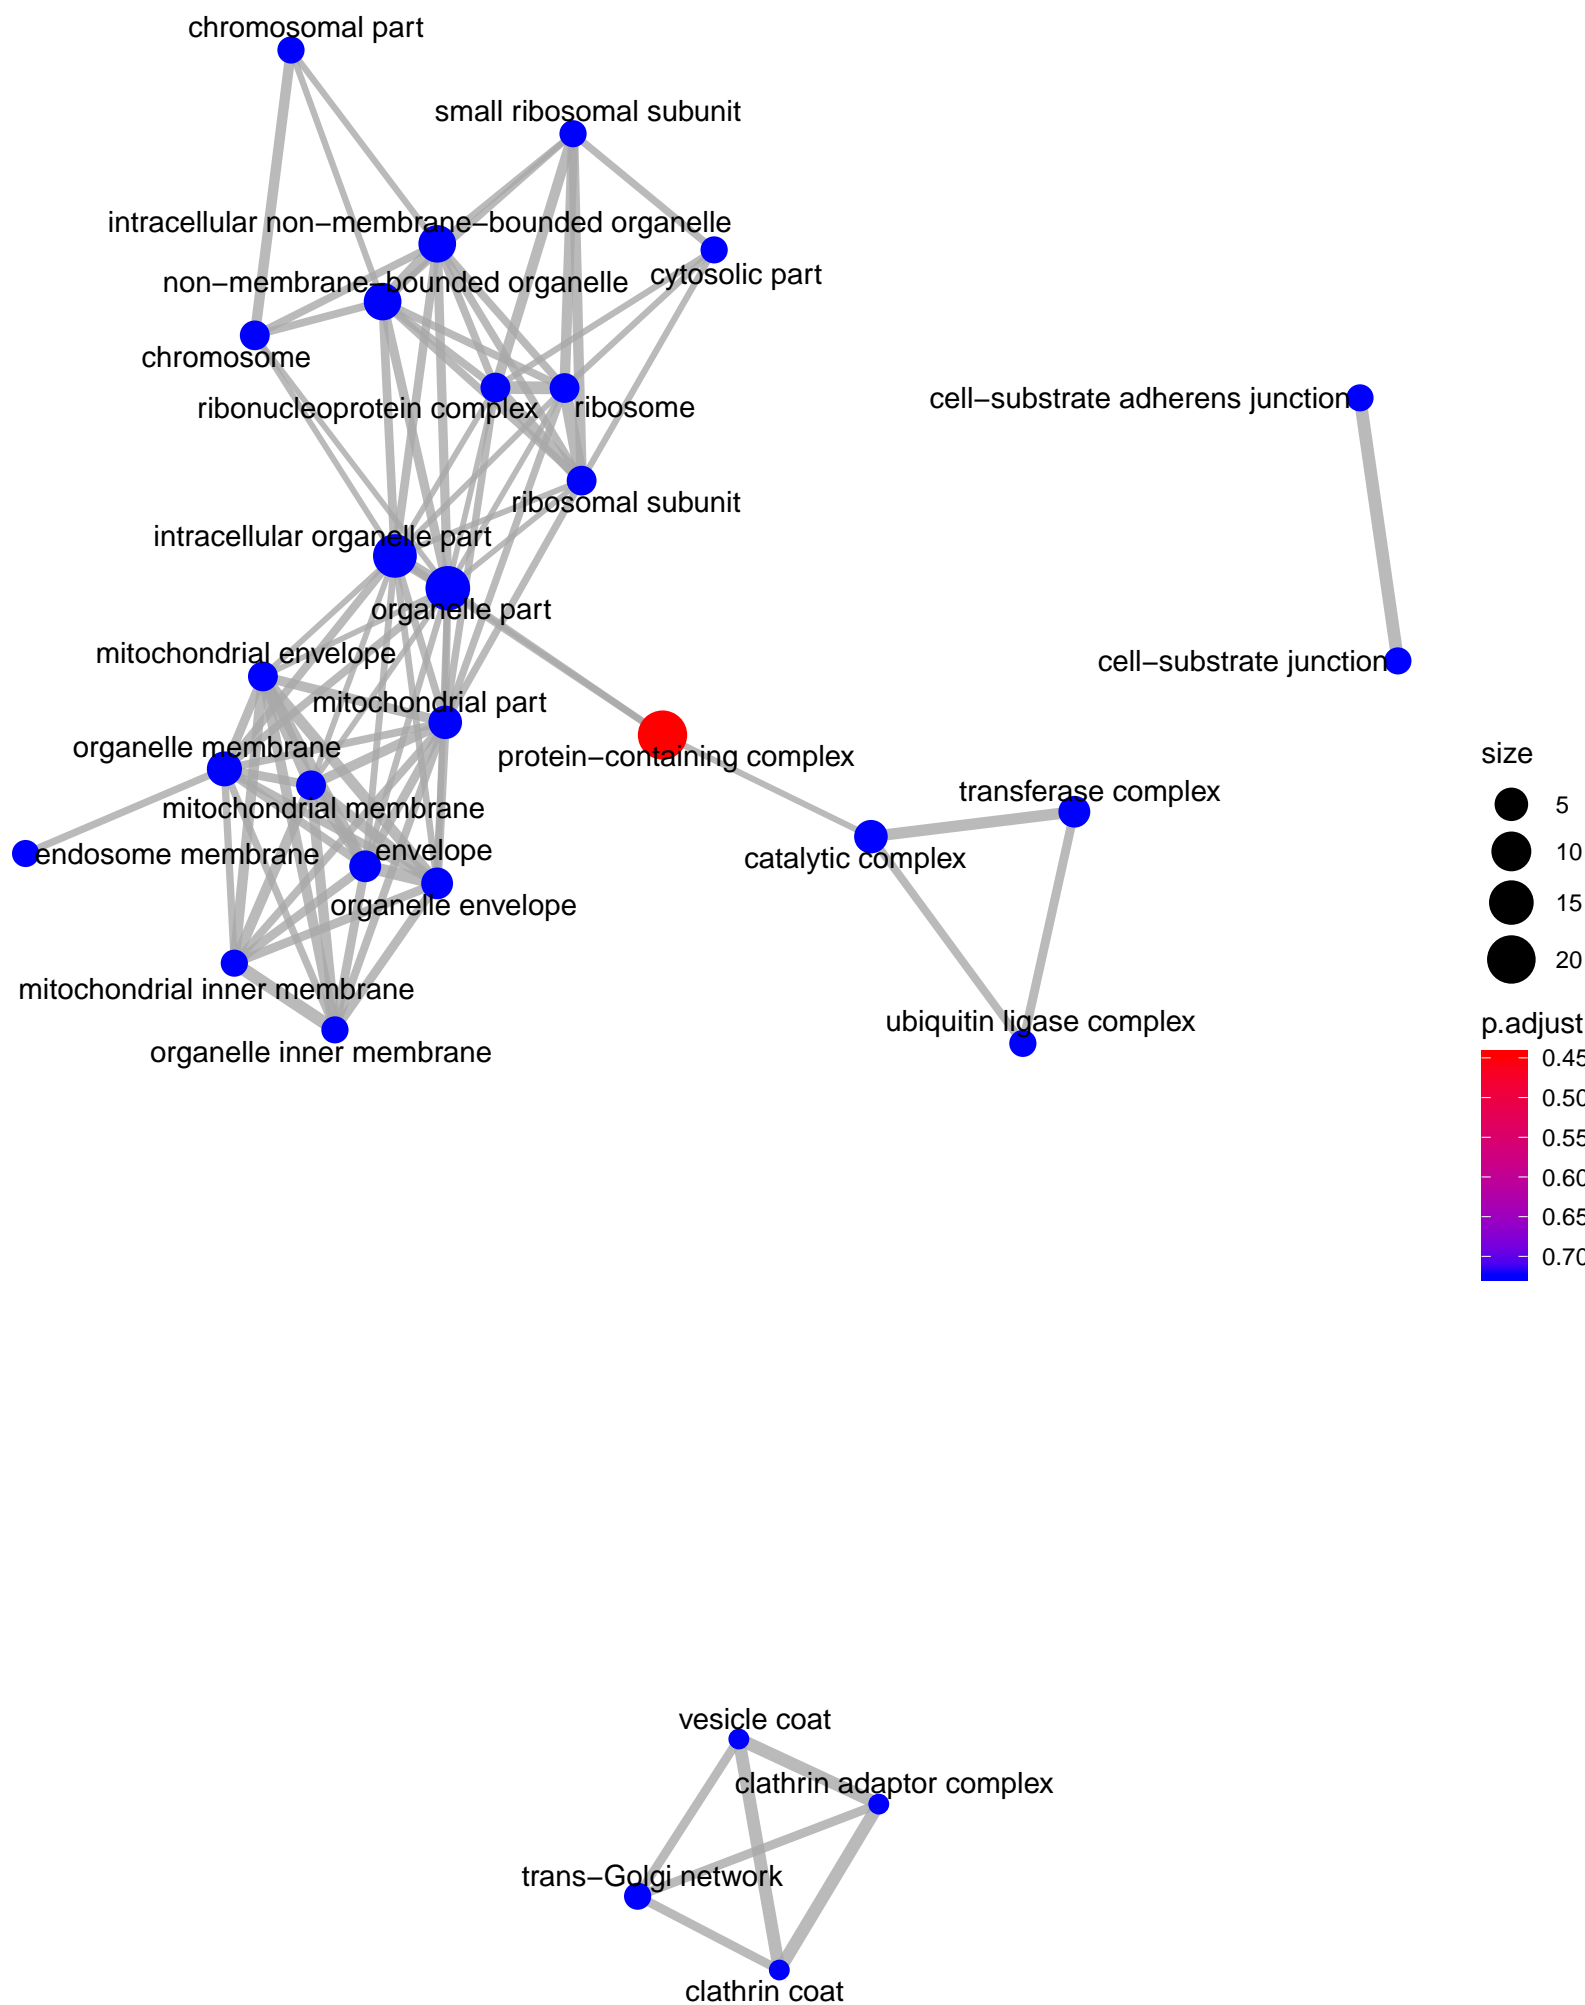 chromosomal part
small ribosomal subunit
intracellular non−membrane−bounded organelle
cytosolic part
non−membrane−bounded organelle
chromosome
ribonucleoprotein complex
ribosome
cell−substrate adherens junction
ribosomal subunit
intracellular organelle part
organelle part
mitochondrial envelope
cell−substrate junction
mitochondrial part
organelle membrane
protein−containing complex
transferase complex
mitochondrial membrane
endosome membrane
envelope
catalytic complex
organelle envelope
mitochondrial inner membrane
ubiquitin ligase complex
organelle inner membrane
size
5
10
15
20
p.adjust
0.45
0.50
0.55
0.60
0.65
0.70
vesicle coat
clathrin adaptor complex
trans−Golgi network
clathrin coat